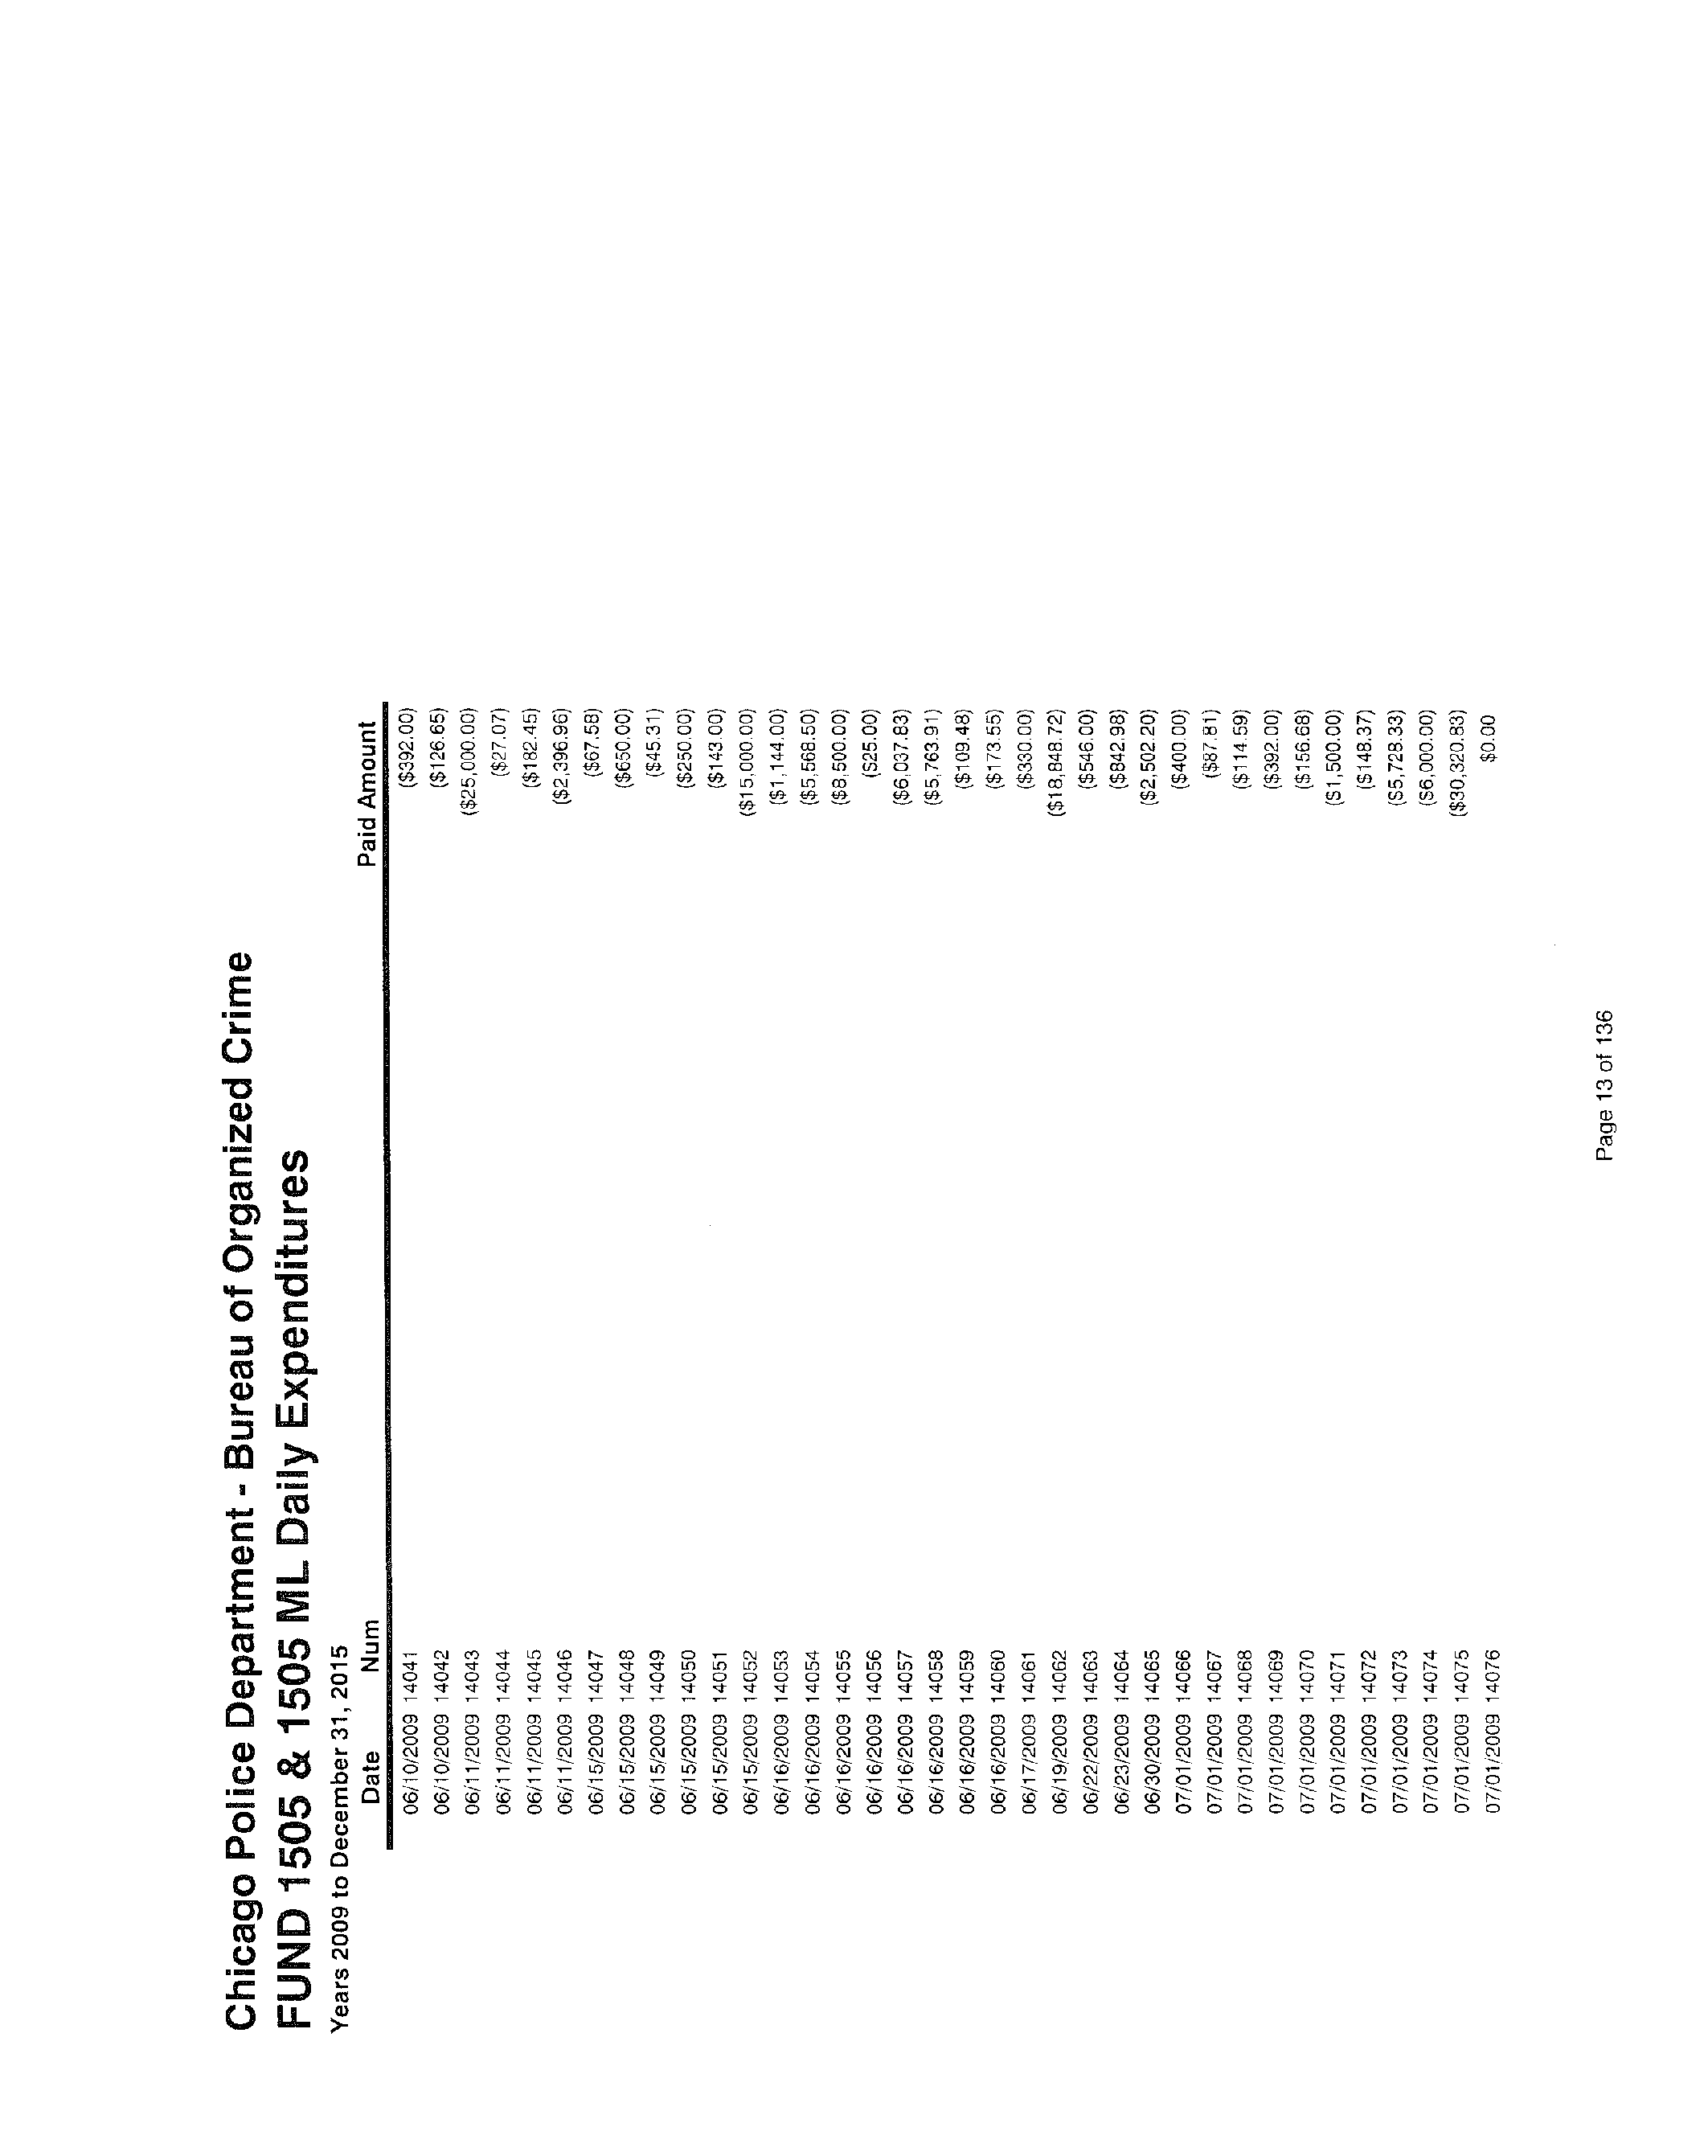 Chicago Police Department - Bureau of Organized Crime
FUND 1505 & 1505 ML Daily Expenditures
Years 2009 to December 31, 2015
Date Num Paid Amount
06/10/2009 14041 ($392.00)
06/10/2009 14042 ($126.65)
06/11/2009 14043 ($25,000.00)
06/11/2009 14044 ($27.07)
06/11/2009 14045 ($182.45)
06/11/2009 14046 ($2,396.96)
06/15/2009 14047 ($67.58)
06/15/2009 14048 ($650.00)
06/15/2009 14049 ($45.31)
06/15/2009 14050 ($250.00)
06/15/2009 14051 ($143.00)
06/15/2009 14052 ($15,000.00)
06/16/2009 14053 ($1,144.00)
06/16/2009 14054 ($5,568.50)
06/16/2009 14055 ($8,500.00)
06/16/2009 14056 ($25.00)
06/16/2009 14057 ($6,037.83)
06/16/2009 14058 ($5,763.91)
06/16/2009 14059 ($109.48)
06/16/2009 14060 ($173.55)
06/17/2009 14061 ($330.00)
06/19/2009 14062 ($18,848.72)
06/22/2009 14063 ($546.00)
06/23/2009 14064 ($842.98)
06/30/2009 14065 ($2,502.20)
07/01/2009 14066 ($400.00)
07/01/2009 14067 ($87.81)
07/01/2009 14068 ($114.59)
07/01/2009 14069 ($392.00)
07/01/2009 14070 ($156.68)
07/01/2009 14071 ($1,500.00)
07/01/2009 14072 ($148.37)
07/01/2009 14073 ($5,728.33)
07/01/2009 14074 ($6,000.00)
07/01/2009 14075 ($30,320.83)
07/01/2009 14076 $0.00
Page 13 of 136